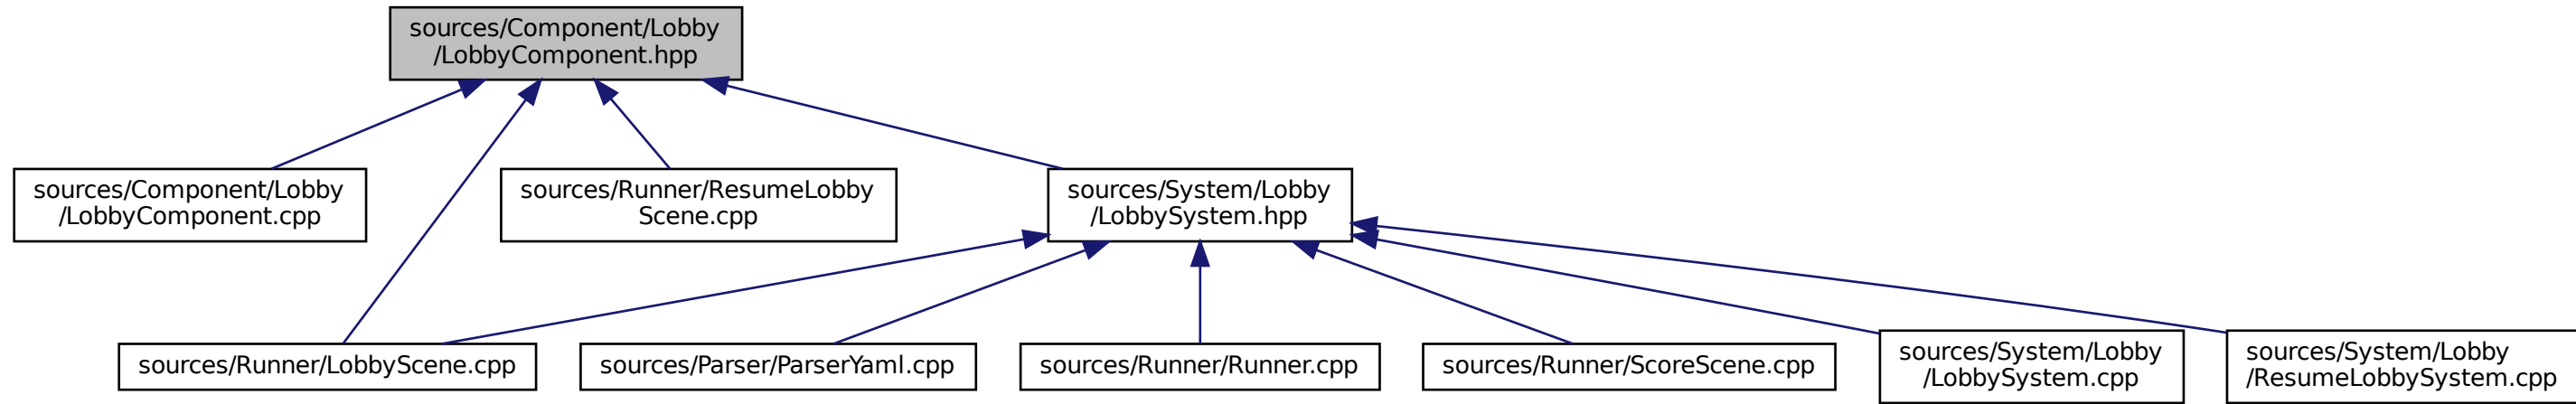 sources/Component/Lobby
/LobbyComponent.hpp
sources/Component/Lobby
/LobbyComponent.cpp
sources/Runner/ResumeLobby
Scene.cpp
sources/System/Lobby
/LobbySystem.hpp
sources/Runner/LobbyScene.cpp
sources/Parser/ParserYaml.cpp
sources/Runner/Runner.cpp
sources/Runner/ScoreScene.cpp
sources/System/Lobby
/LobbySystem.cpp
sources/System/Lobby
/ResumeLobbySystem.cpp